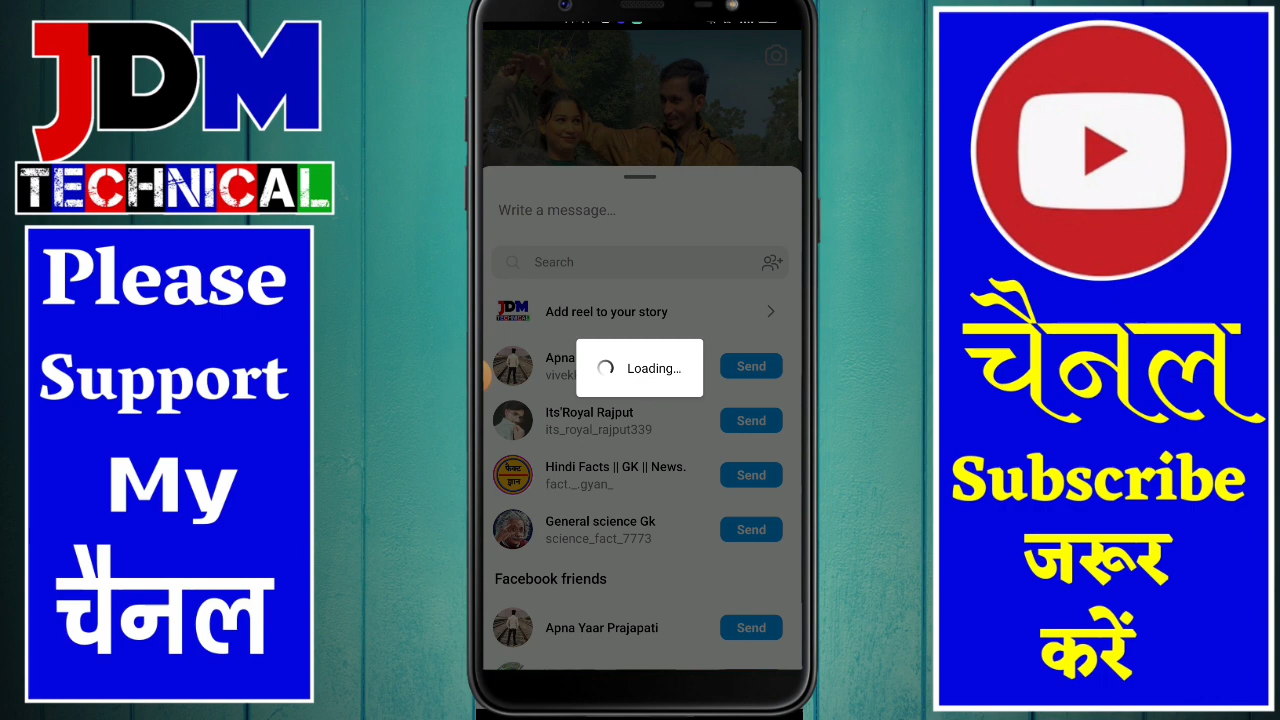 JDM
TECHNICAL
Please
Support
My
चैनल
Write a message...
Search
JDM
TECHNICAL
Add reel to your story
Apna
Send
Loading...
Its'Royal Rajput
its_royal_rajput339
Send
Hindi Facts || GK || News.
fact._.gyan_
Send
फैक्ट
ज्ञान
General science Gk
science_fact_7773
Send
Facebook friends
Apna Yaar Prajapati
Send
चैनल
Subscribe
जरूर
करें